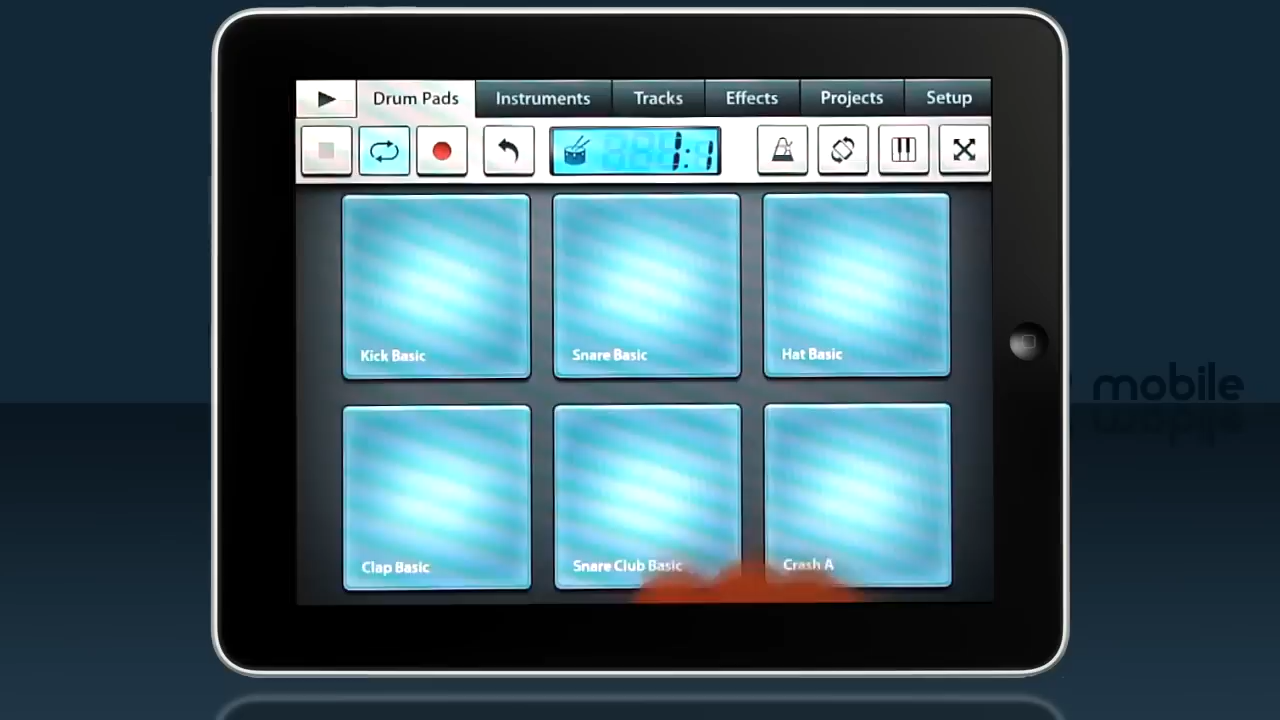 Drum Pads Instruments Tracks Effects Projects Setup
1:1
Kick Basic Snare Basic Hat Basic
mobile
Clap Basic Snare Club Basic Crash A